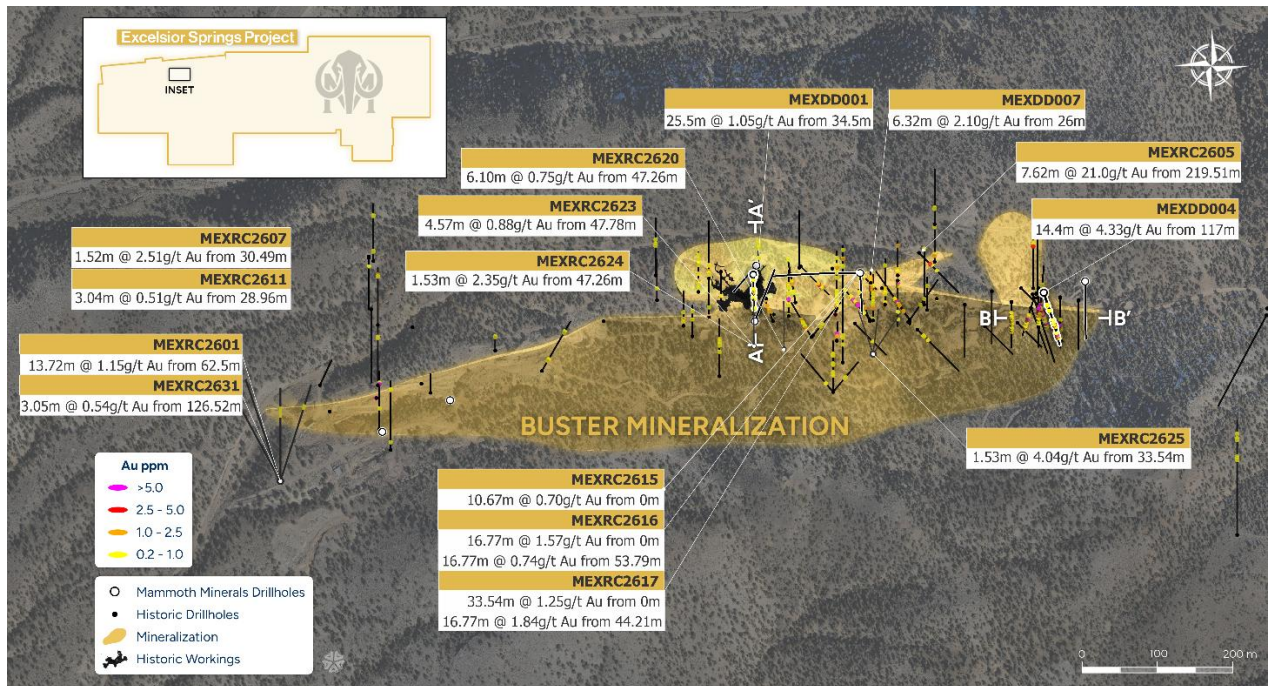 Excelsior Springs Project
INSET
MEXDD001
25.5m @ 1.05g/t Au from 34.5m
MEXDD007
6.32m @ 2.10g/t Au from 26m
MEXRC2620
6.10m @ 0.75g/t Au from 47.26m
MEXRC2605
7.62m @ 21.0g/t Au from 219.51m
MEXRC2623
4.57m @ 0.88g/t Au from 47.78m
MEXDD004
14.4m @ 4.33g/t Au from 117m
MEXRC2607
1.52m @ 2.51g/t Au from 30.49m
MEXRC2611
3.04m @ 0.51g/t Au from 28.96m
MEXRC2624
1.53m @ 2.35g/t Au from 47.26m
A'
A
B
B'
MEXRC2601
13.72m @ 1.15g/t Au from 62.5m
MEXRC2631
3.05m @ 0.54g/t Au from 126.52m
BUSTER MINERALIZATION
MEXRC2625
1.53m @ 4.04g/t Au from 33.54m
MEXRC2615
10.67m @ 0.70g/t Au from 0m
MEXRC2616
16.77m @ 1.57g/t Au from 0m
16.77m @ 0.74g/t Au from 53.79m
MEXRC2617
33.54m @ 1.25g/t Au from 0m
16.77m @ 1.84g/t Au from 44.21m
Au ppm
>5.0
2.5 - 5.0
1.0 - 2.5
0.2 - 1.0
Mammoth Minerals Drillholes
Historic Drillholes
Mineralization
Historic Workings
0 100 200 m